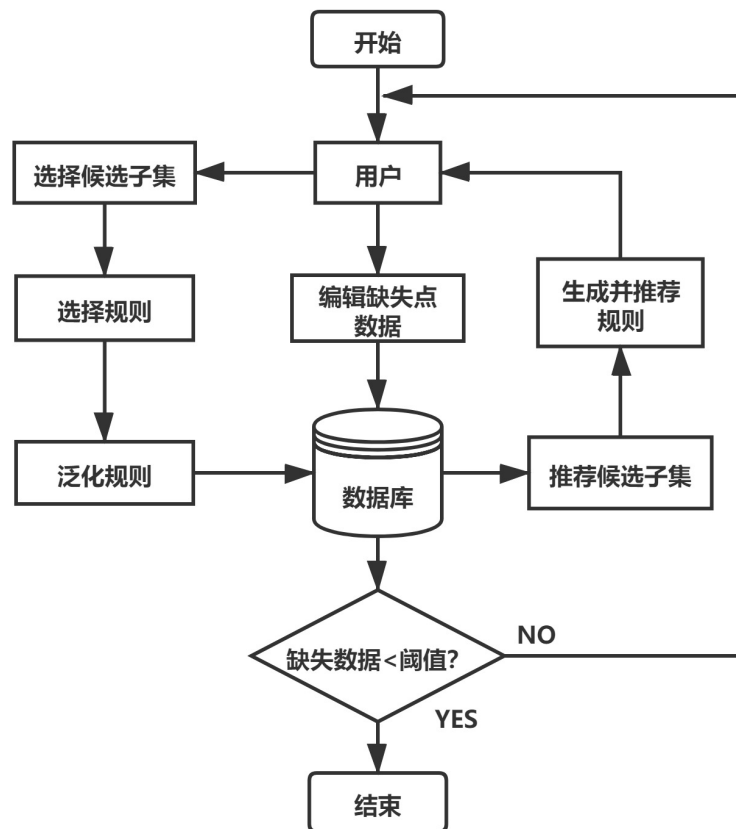 开始
选择候选子集
用户
选择规则
编辑缺失点
数据
生成并推荐
规则
泛化规则
数据库
推荐候选子集
缺失数据<阈值？
NO
YES
结束